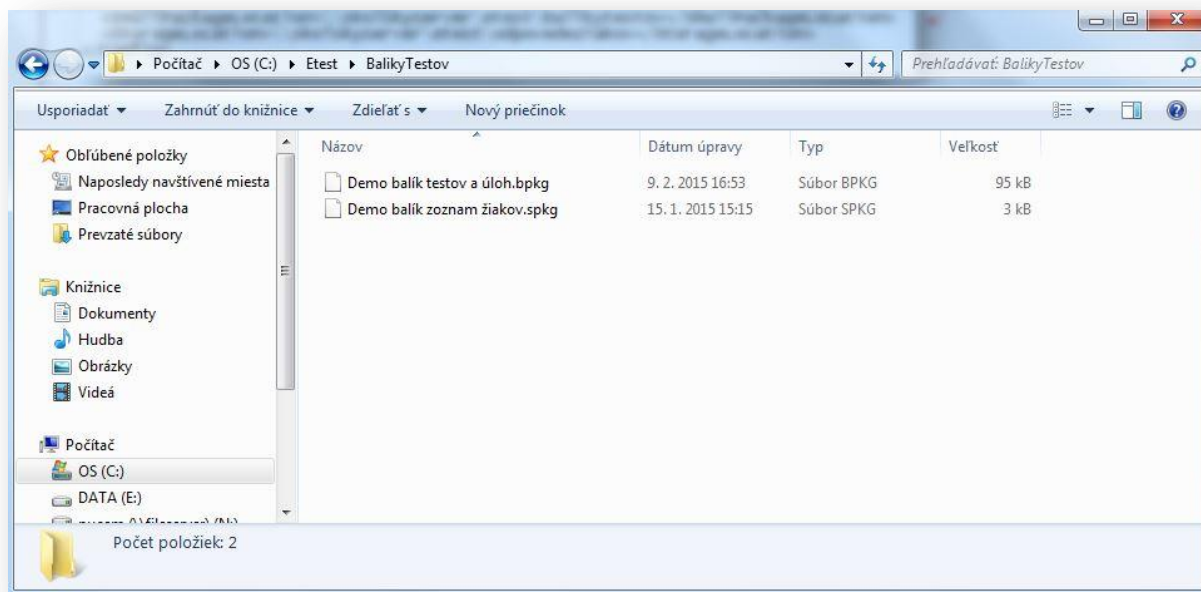 Počítač ▸ OS (C:) ▸ Etest ▸ BalikyTestov
Prehľadávať: BalikyTestov
Usporiadať Zahrnúť do knižnice Zdieľať s Nový priečinok
Názov Dátum úpravy Typ Veľkosť
Demo balík testov a úloh.bpkg 9. 2. 2015 16:53 Súbor BPKG 95 kB
Demo balík zoznam žiakov.spkg 15. 1. 2015 15:15 Súbor SPKG 3 kB
Obľúbené položky
Naposledy navštívené miesta
Pracovná plocha
Prevzaté súbory
Knižnice
Dokumenty
Hudba
Obrázky
Videá
Počítač
OS (C:)
DATA (E:)
Počet položiek: 2